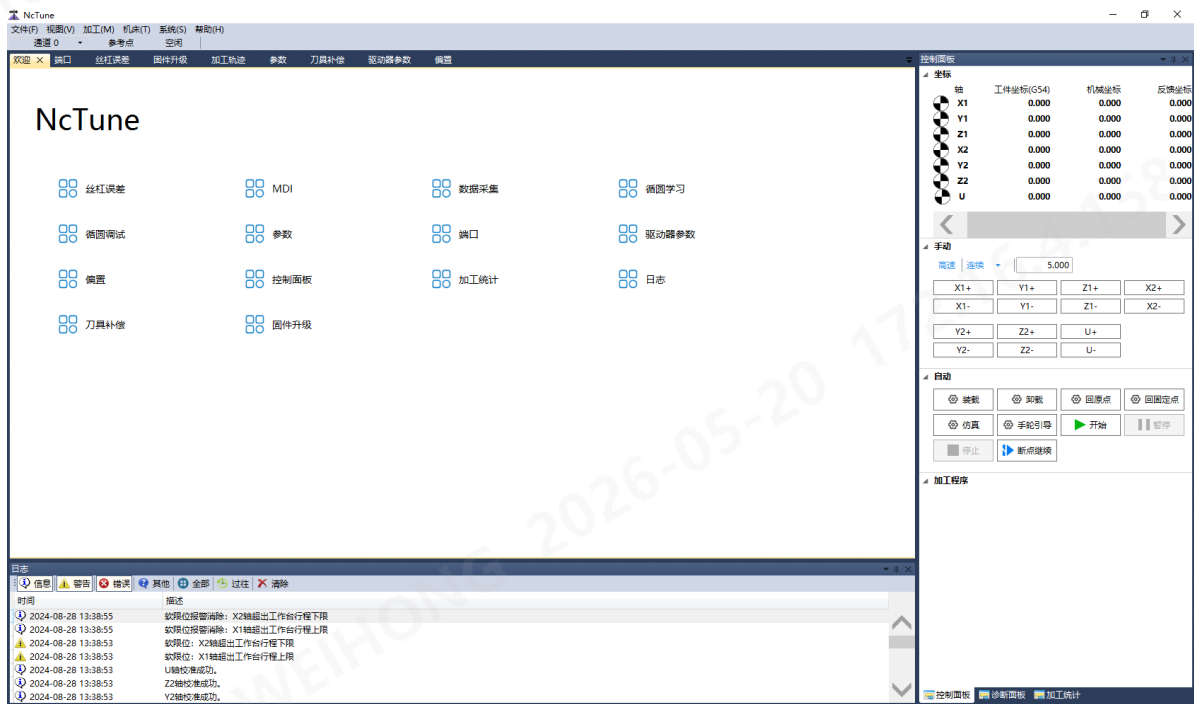 NcTune
文件(F) 视图(V) 加工(M) 机床(T) 系统(S) 帮助(H)
通道 0 参考点 空闲
欢迎 端口 丝杠误差 固件升级 加工轨迹 参数 刀具补偿 驱动器参数 偏置
NcTune
丝杠误差 MDI 数据采集 循圆学习
循圆调试 参数 端口 驱动器参数
偏置 控制面板 加工统计 日志
刀具补偿 固件升级
控制面板
坐标
轴 工件坐标(G54) 机械坐标 反馈坐标
X1 0.000 0.000 0.000
Y1 0.000 0.000 0.000
Z1 0.000 0.000 0.000
X2 0.000 0.000 0.000
Y2 0.000 0.000 0.000
Z2 0.000 0.000 0.000
U 0.000 0.000 0.000
手动
高速 连续 5.000
X1+ Y1+ Z1+ X2+
X1- Y1- Z1- X2-
Y2+ Z2+ U+
Y2- Z2- U-
自动
装载 卸载 回原点 回固定点
仿真 手轮引导 开始 暂停
停止 断点继续
加工程序
控制面板 诊断面板 加工统计
日志
信息 警告 错误 其他 全部 过往 清除
时间 描述
2024-08-28 13:38:55 软限位报警消除：X2轴超出工作台行程下限
2024-08-28 13:38:55 软限位报警消除：X1轴超出工作台行程上限
2024-08-28 13:38:53 软限位：X2轴超出工作台行程下限
2024-08-28 13:38:53 软限位：X1轴超出工作台行程上限
2024-08-28 13:38:53 U轴校准成功。
2024-08-28 13:38:53 Z2轴校准成功。
2024-08-28 13:38:53 Y2轴校准成功。
WEIHONG 2026-05-20 172.16.4.158